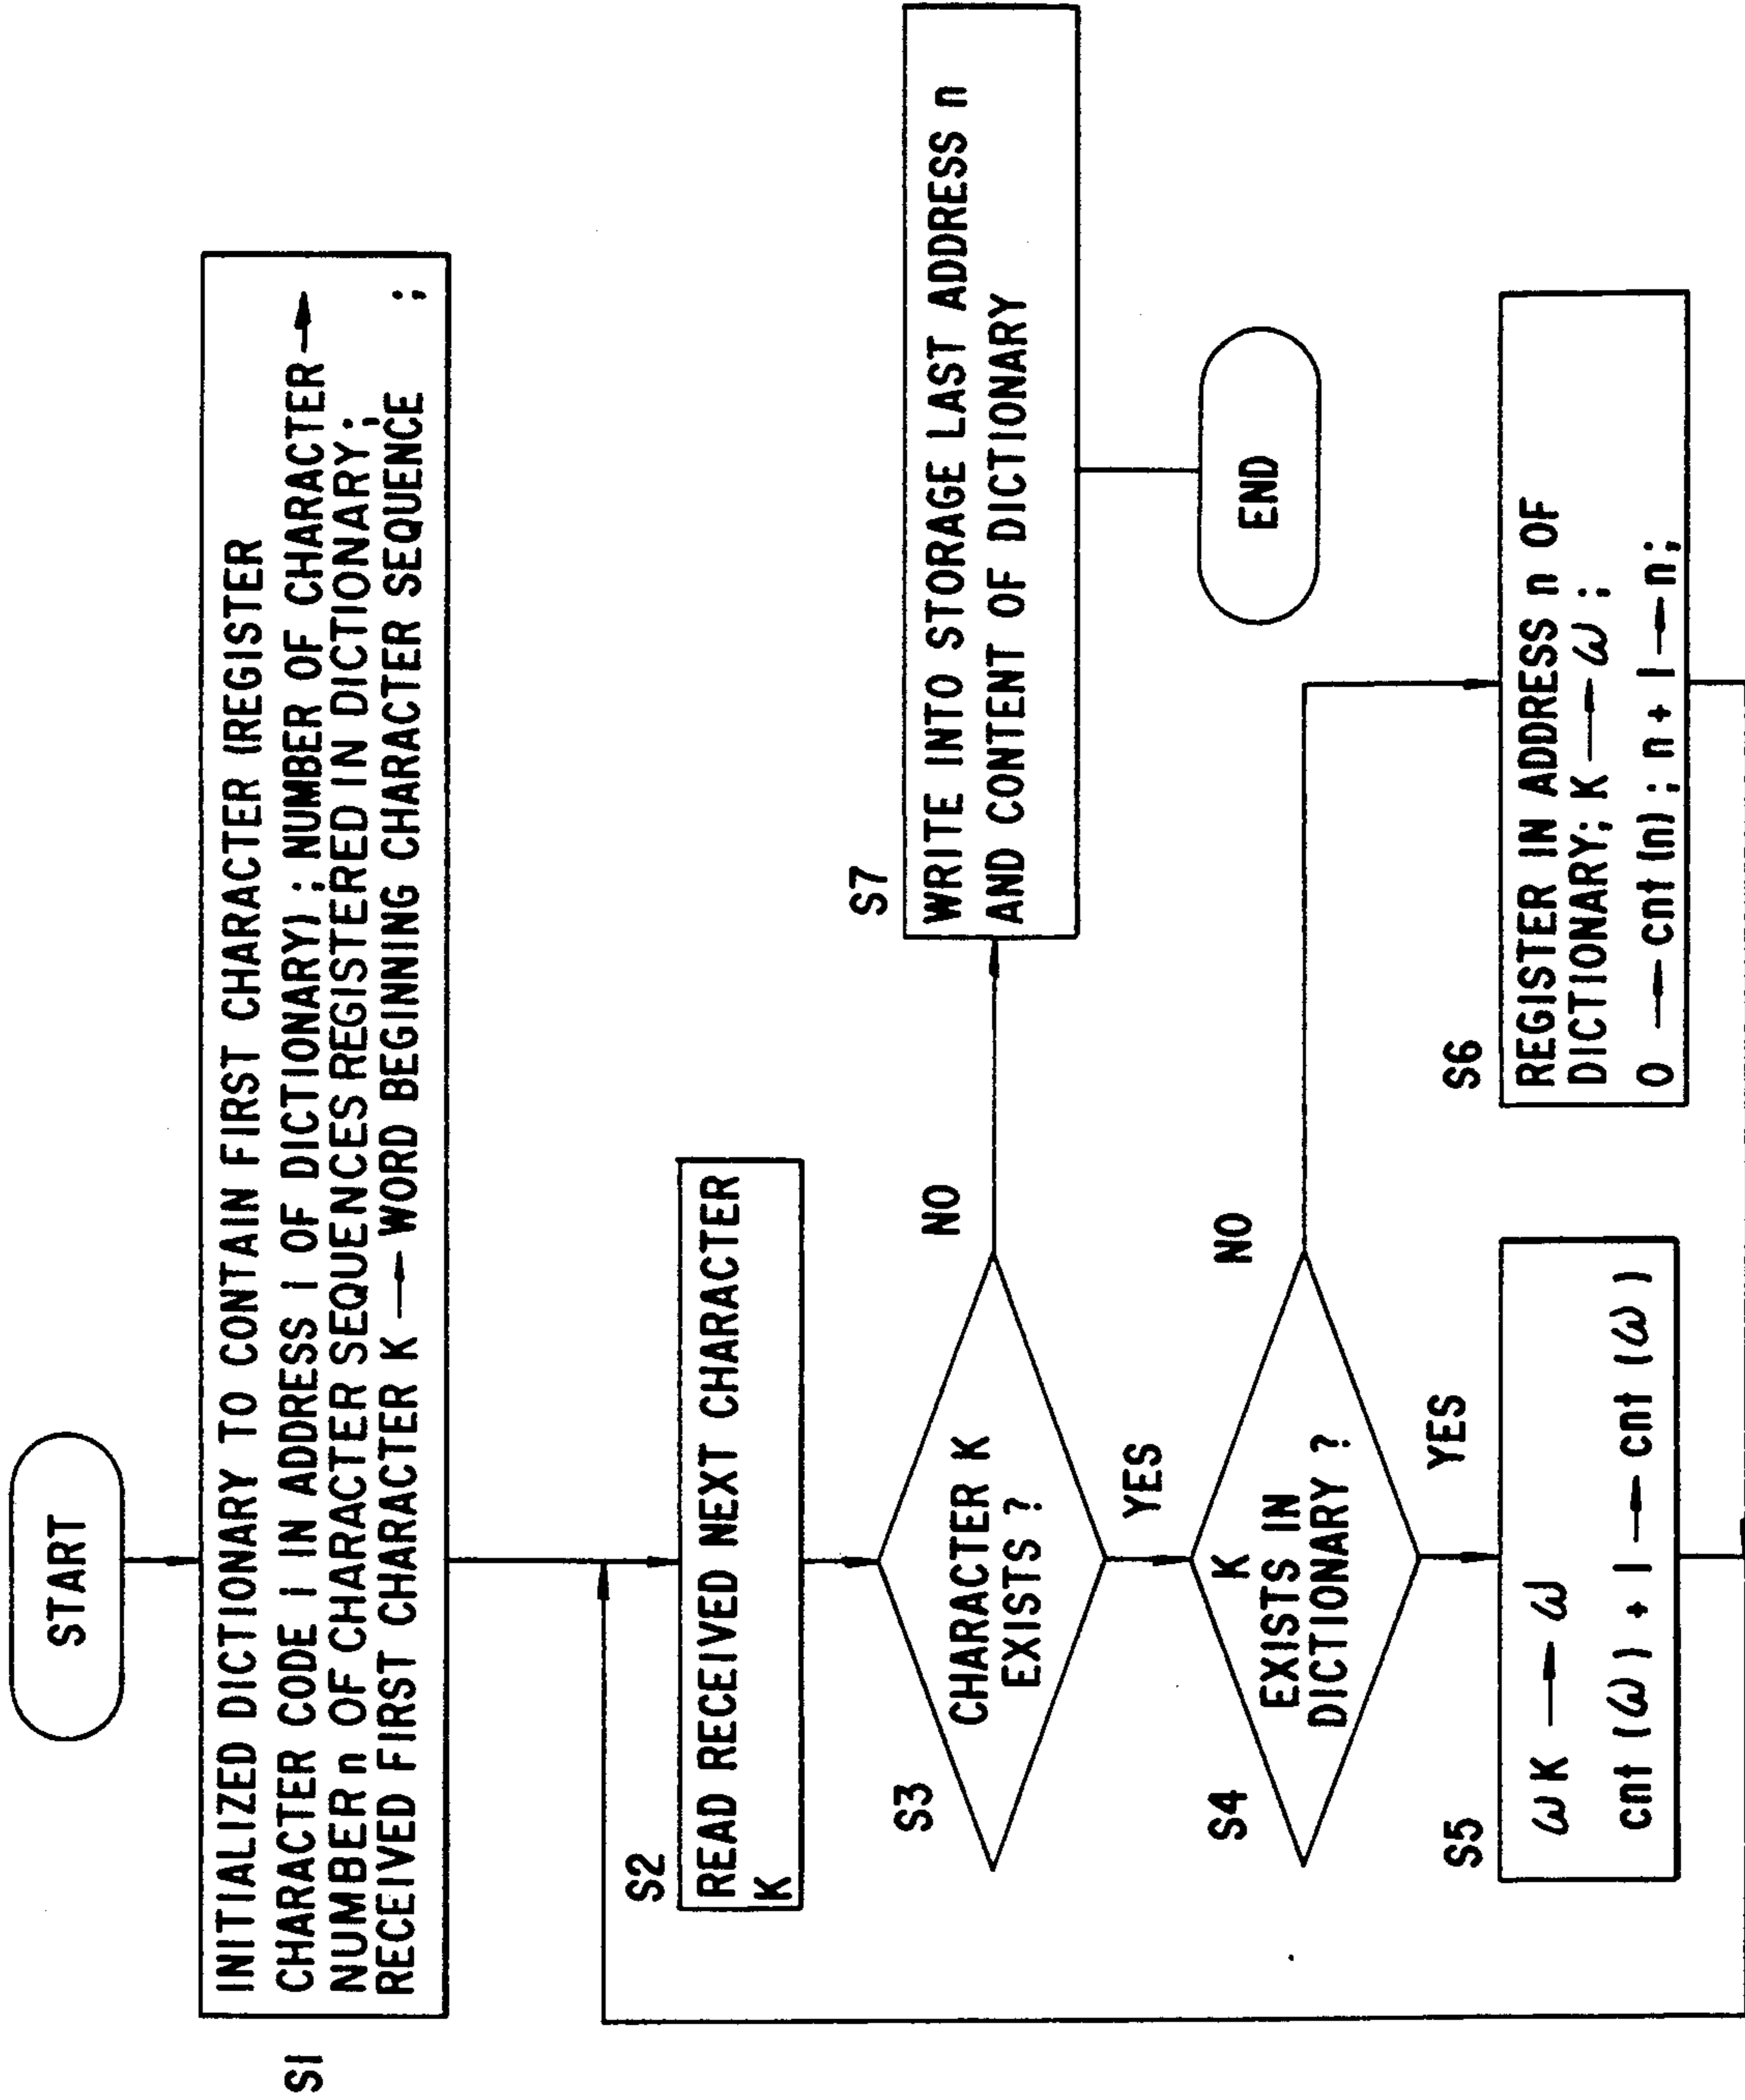 START
S1
INITIALIZED DICTIONARY TO CONTAIN FIRST CHARACTER (REGISTER
CHARACTER CODE i IN ADDRESS i OF DICTIONARY) ; NUMBER OF CHARACTER →
NUMBER n OF CHARACTER SEQUENCES REGISTERED IN DICTIONARY ;
RECEIVED FIRST CHARACTER K → WORD BEGINNING CHARACTER SEQUENCE ;
S2
READ RECEIVED NEXT CHARACTER
K
S3
CHARACTER K
EXISTS ?
NO
YES
S7
WRITE INTO STORAGE LAST ADDRESS n
AND CONTENT OF DICTIONARY
END
S4
K
EXISTS IN
DICTIONARY ?
NO
YES
S5
ω K → ω
cnt (ω) + 1 → cnt (ω)
S6
REGISTER IN ADDRESS n OF
DICTIONARY; K → ω ;
0 → cnt (n) ; n + 1 → n;